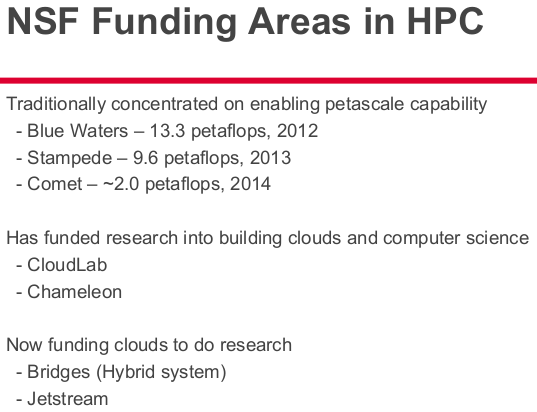 NSF Funding Areas in HPC
Traditionally concentrated on enabling petascale capability
- Blue Waters – 13.3 petaflops, 2012
- Stampede – 9.6 petaflops, 2013
- Comet – ~2.0 petaflops, 2014
Has funded research into building clouds and computer science
- CloudLab
- Chameleon
Now funding clouds to do research
- Bridges (Hybrid system)
- Jetstream